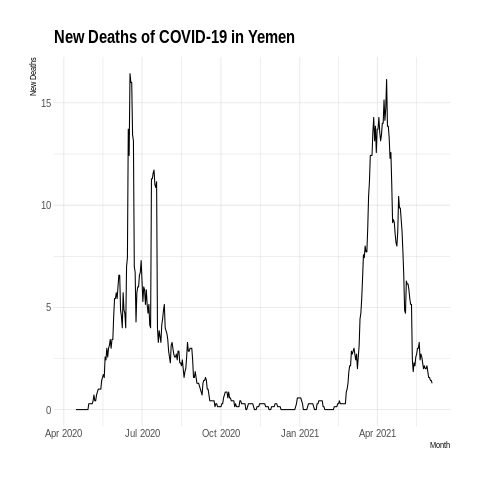 New Deaths of COVID-19 in Yemen
New Deaths
15
10
5
0
Apr 2020 Jul 2020 Oct 2020 Jan 2021 Apr 2021
Month